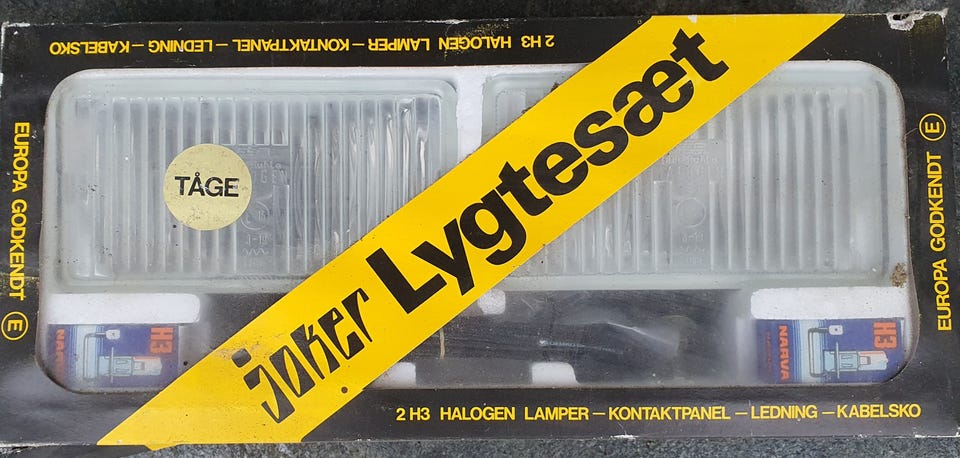 2 H3 HALOGEN LAMPER – KONTAKTPANEL – LEDNING – KABELSKO
EUROPA GODKENDT E
TÅGE
joker Lygtesæt
EUROPA GODKENDT E
H3
NARVA
H3
NARVA
2 H3 HALOGEN LAMPER – KONTAKTPANEL – LEDNING – KABELSKO